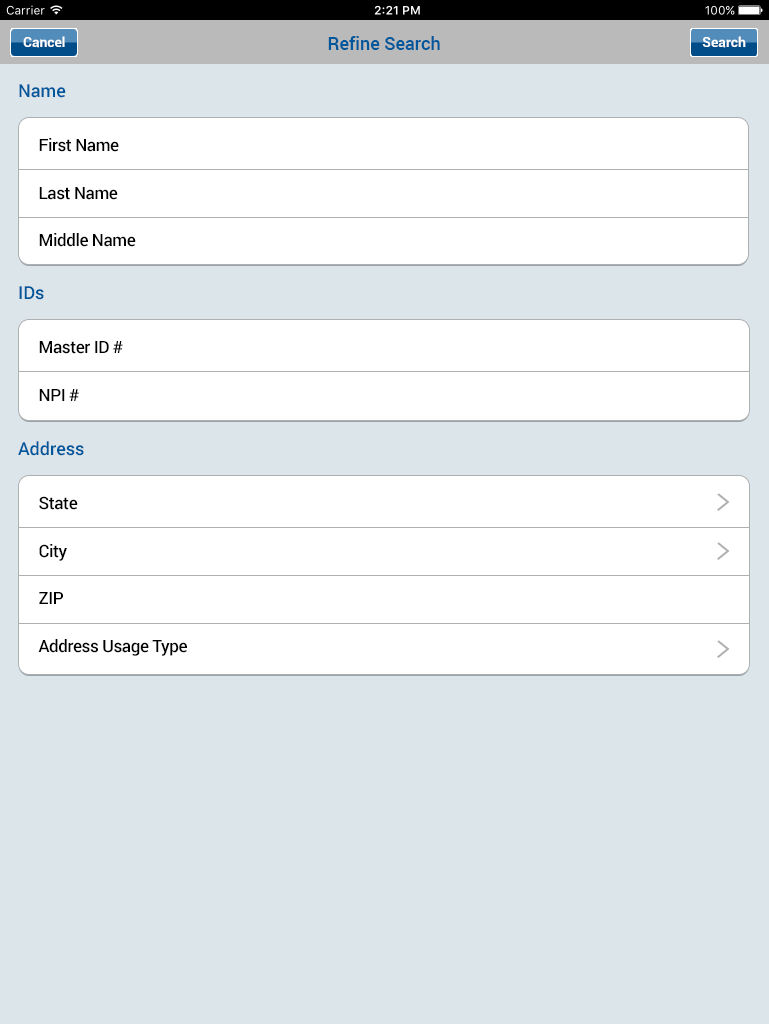 Carrier 2:21 PM 100%
Cancel Refine Search Search
Name
First Name
Last Name
Middle Name
IDs
Master ID #
NPI #
Address
State
City
ZIP
Address Usage Type